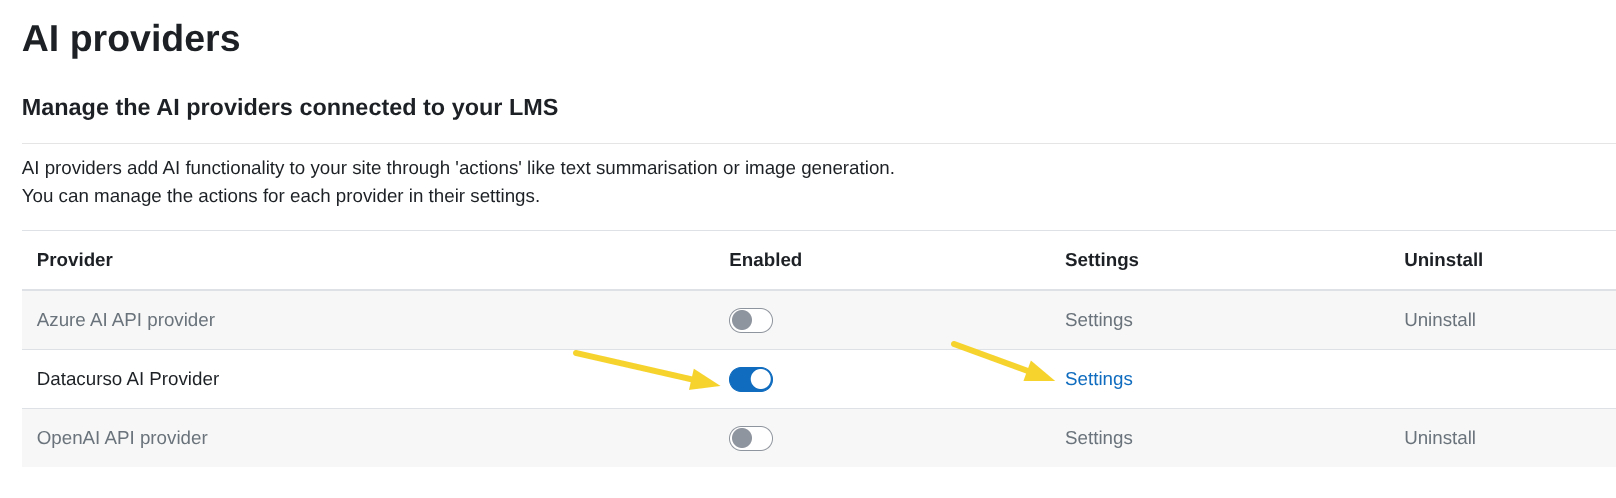 AI providers
Manage the AI providers connected to your LMS
AI providers add AI functionality to your site through 'actions' like text summarisation or image generation.
You can manage the actions for each provider in their settings.
Provider Enabled Settings Uninstall
Azure AI API provider Settings Uninstall
Datacurso AI Provider Settings
OpenAI API provider Settings Uninstall